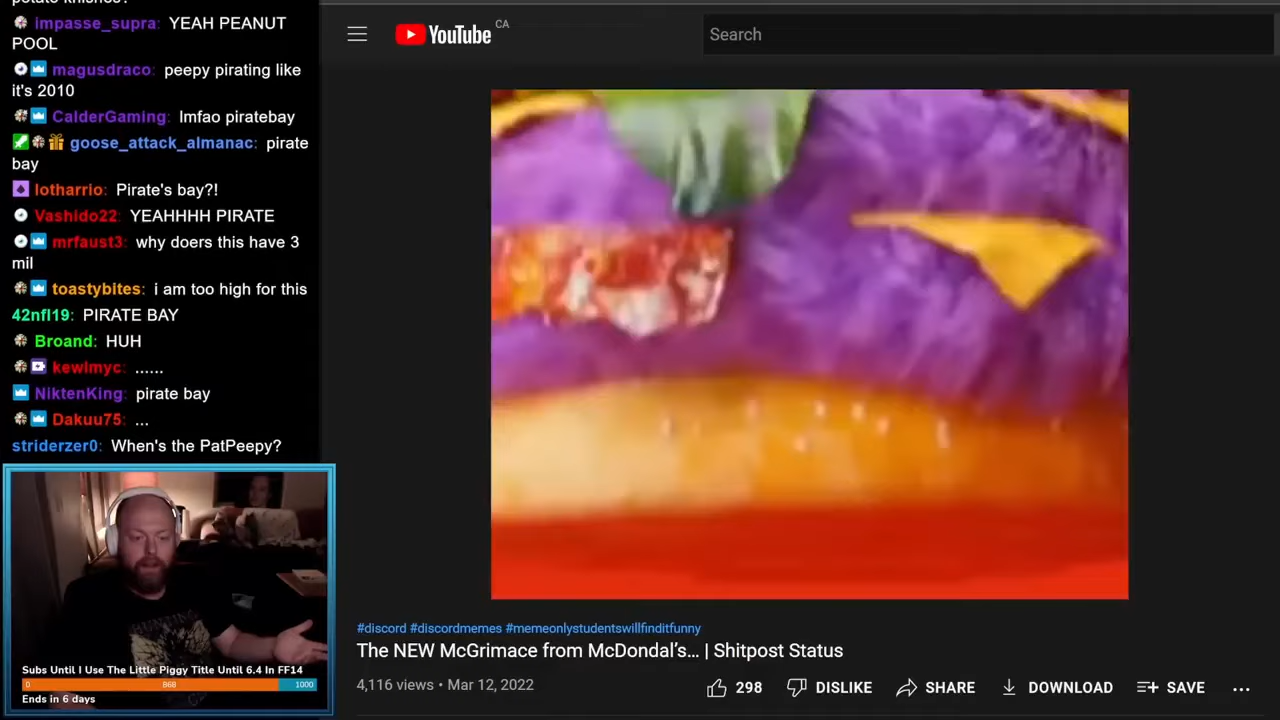 impasse_supra: YEAH PEANUT
POOL
magusdraco: peepy pirating like
it's 2010
CalderGaming: lmfao piratebay
goose_attack_almanac: pirate
bay
lotharrio: Pirate's bay?!
Vashido22: YEAHHHH PIRATE
mrfaust3: why doers this have 3
mil
toastybites: i am too high for this
42nfl19: PIRATE BAY
Broand: HUH
kewlmyc: ......
NiktenKing: pirate bay
Dakuu75: ...
striderzer0: When's the PatPeepy?
Subs Until I Use The Little Piggy Title Until 6.4 In FF14
0 868 1000
Ends in 6 days
YouTube CA
Search
#discord #discordmemes #memeonlystudentswillfinditfunny
The NEW McGrimace from McDondal's... | Shitpost Status
4,116 views • Mar 12, 2022
298 DISLIKE SHARE DOWNLOAD SAVE ...